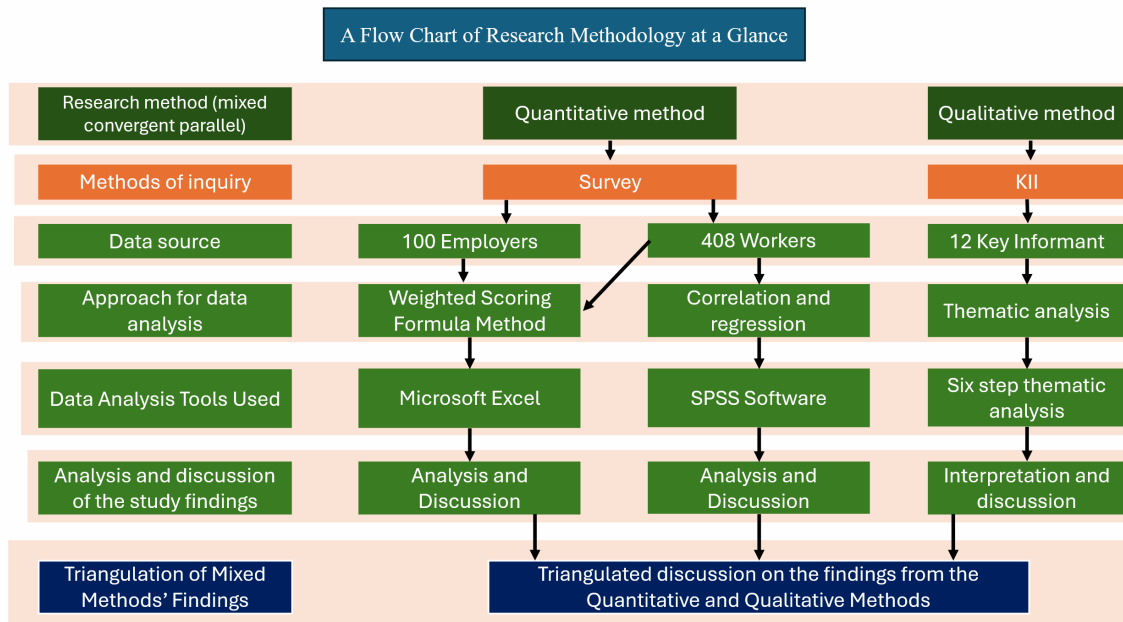 A Flow Chart of Research Methodology at a Glance
Research method (mixed
convergent parallel)
Quantitative method
Qualitative method
Methods of inquiry
Survey
KII
Data source
100 Employers
408 Workers
12 Key Informant
Approach for data
analysis
Weighted Scoring
Formula Method
Correlation and
regression
Thematic analysis
Data Analysis Tools Used
Microsoft Excel
SPSS Software
Six step thematic
analysis
Analysis and discussion
of the study findings
Analysis and
Discussion
Analysis and
Discussion
Interpretation and
discussion
Triangulation of Mixed
Methods’ Findings
Triangulated discussion on the findings from the
Quantitative and Qualitative Methods